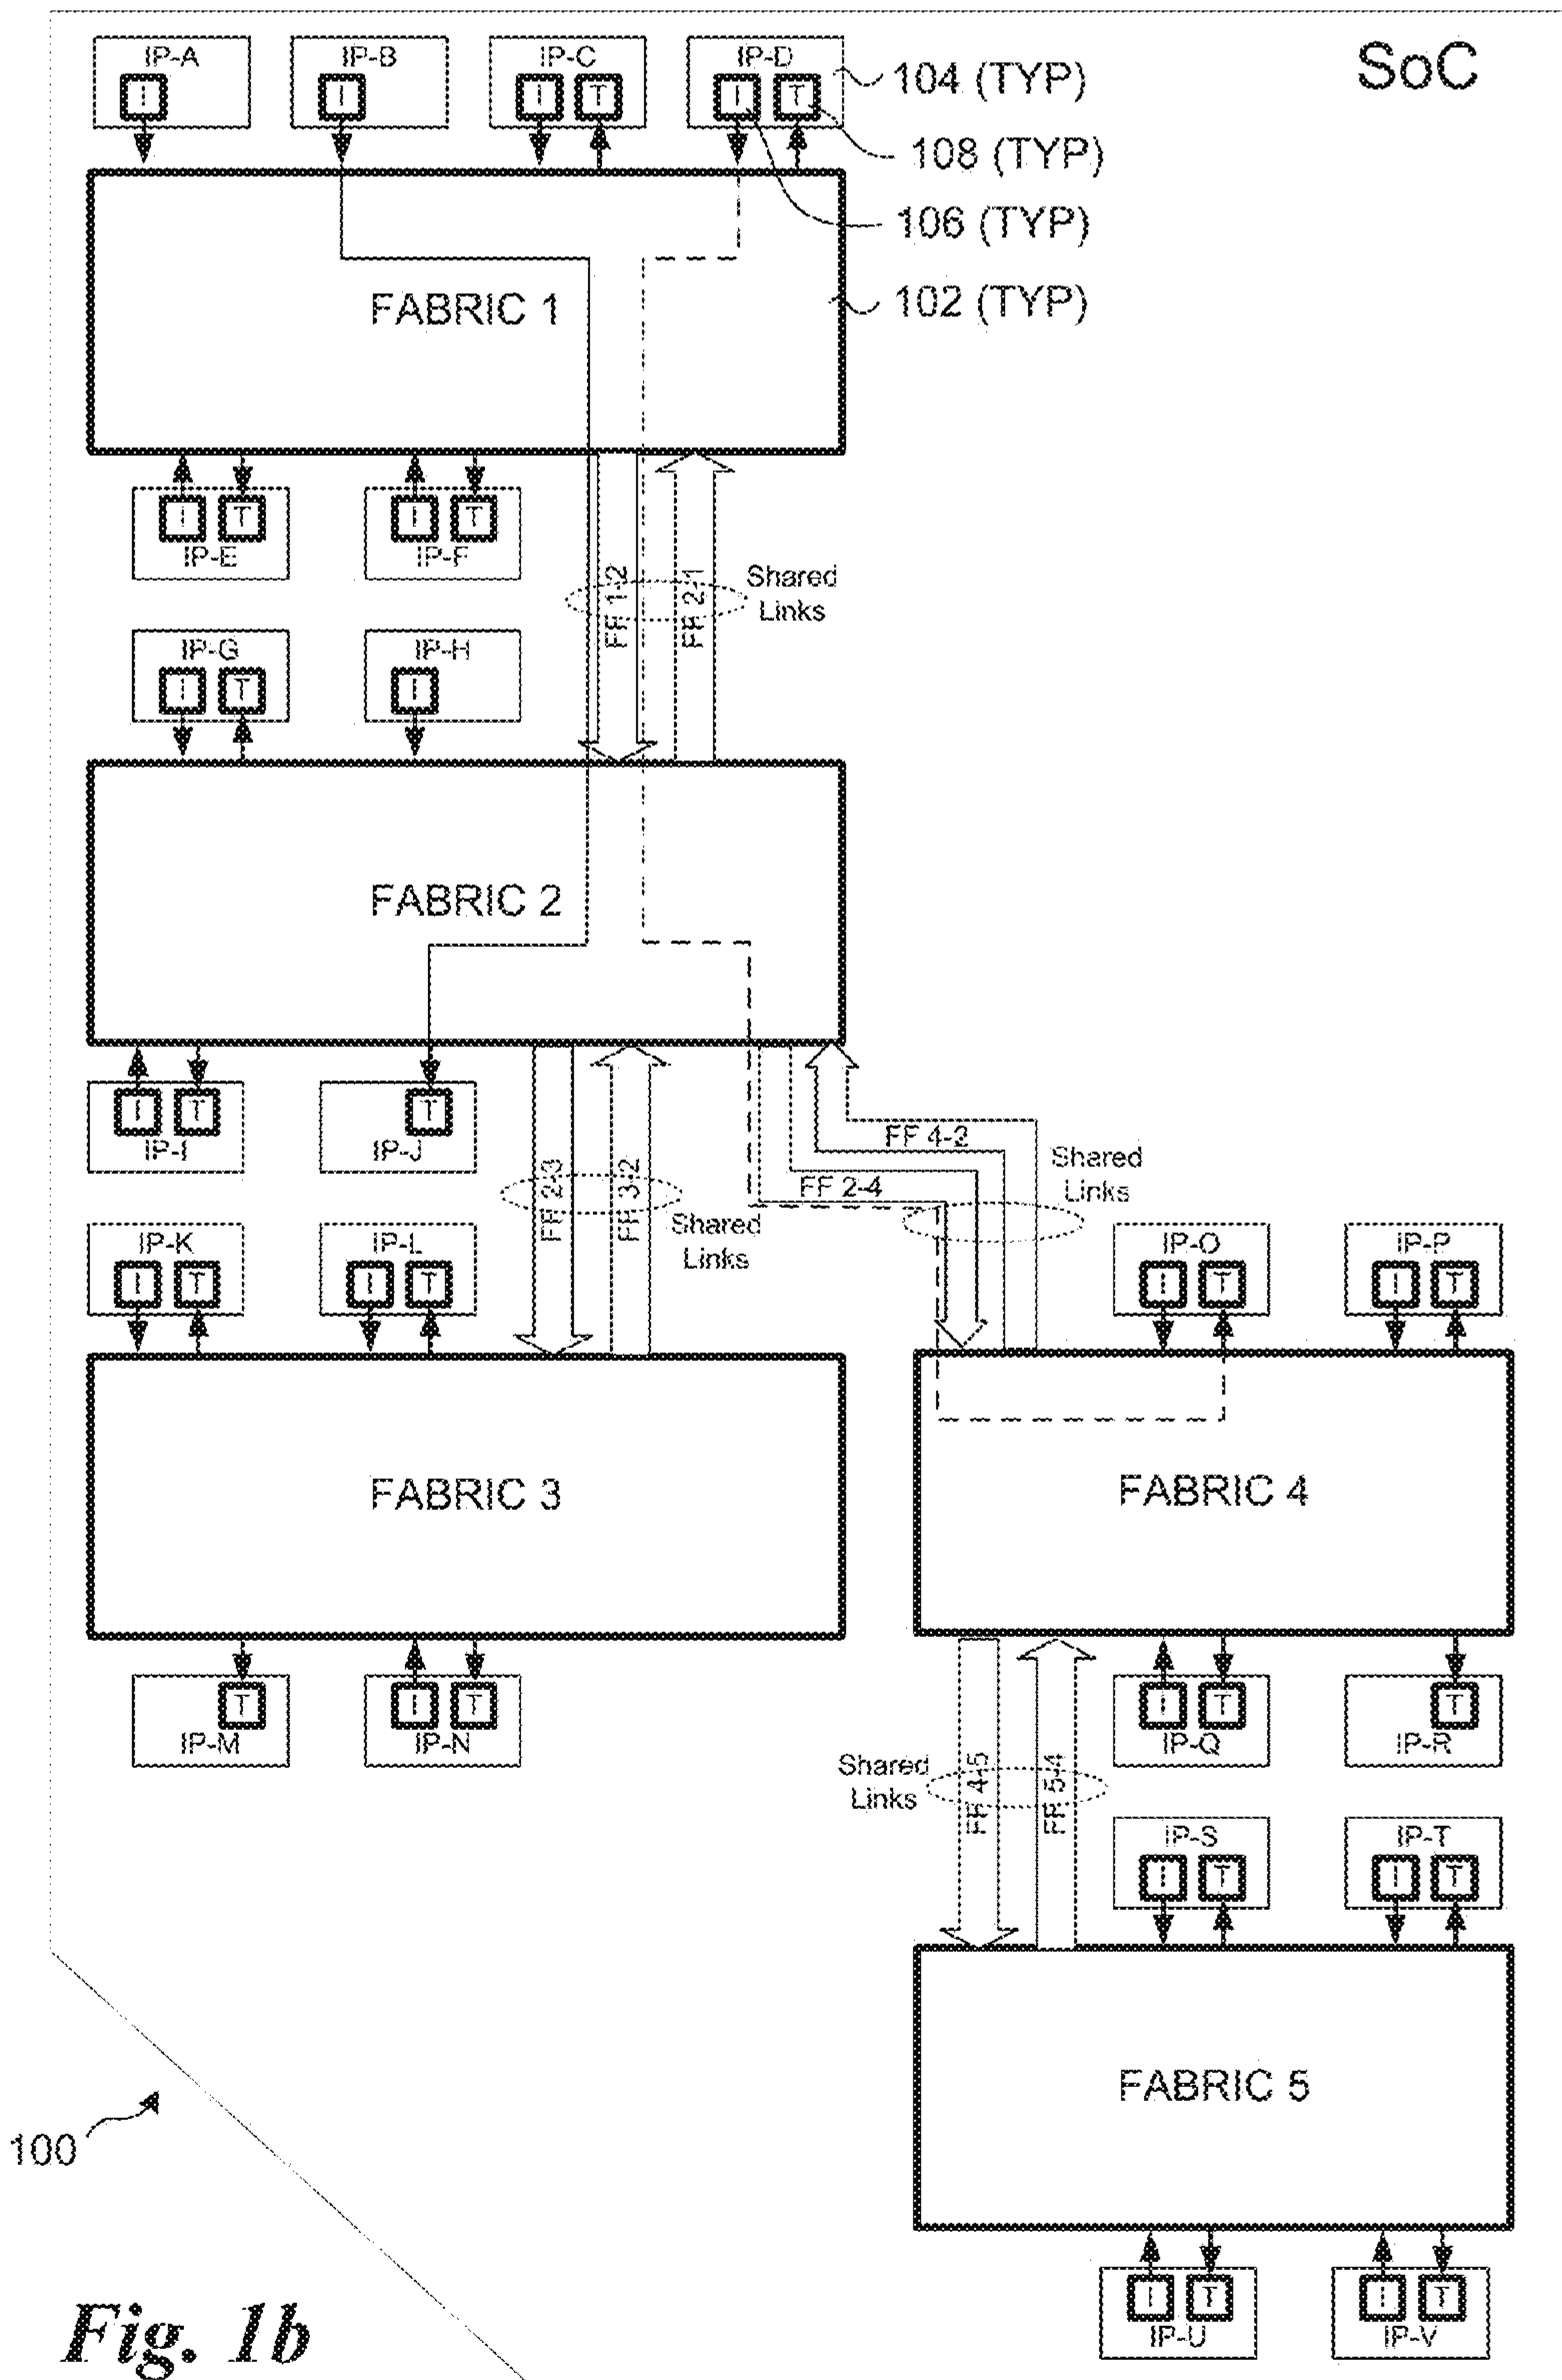 SoC
IP-A
I
IP-B
I
IP-C
I T
IP-D
I T
104 (TYP)
108 (TYP)
106 (TYP)
102 (TYP)
FABRIC 1
I T
IP-E
I T
IP-F
FF 1-2
FF 2-1
Shared
Links
IP-G
I T
IP-H
I
FABRIC 2
I T
IP-I
T
IP-J
FF 2-3
FF 3-2
Shared
Links
FF 4-2
FF 2-4
Shared
Links
IP-K
I T
IP-L
I T
IP-O
I T
IP-P
I T
FABRIC 3
FABRIC 4
T
IP-M
I T
IP-N
I T
IP-Q
T
IP-R
Shared
Links
FF 4-5
FF 5-4
IP-S
I T
IP-T
I T
FABRIC 5
100
I T
IP-U
I T
IP-V
Fig. 1b